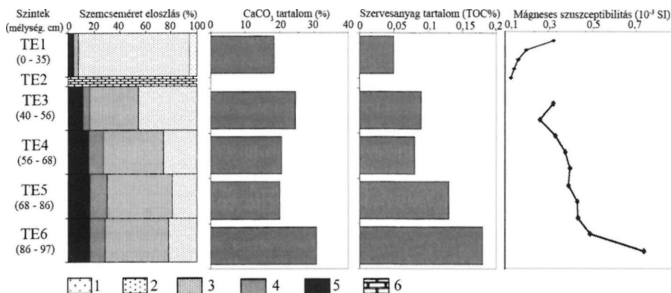 Szintek
(mélység. cm)
Szemcseméret eloszlás (%)
20 40 60 80 100
CaCO₃ tartalom (%)
0 10 20 30 40
Szervesanyag tartalom (TOC%)
0 0,05 0,1 0,15 0,2
Mágneses szuszceptibilitás (10⁻³ SI)
0,1 0,3 0,5 0,7
TE1
(0 - 35)
TE2
TE3
(40 - 56)
TE4
(56 - 68)
TE5
(68 - 86)
TE6
(86 - 97)
1 2 3 4 5 6